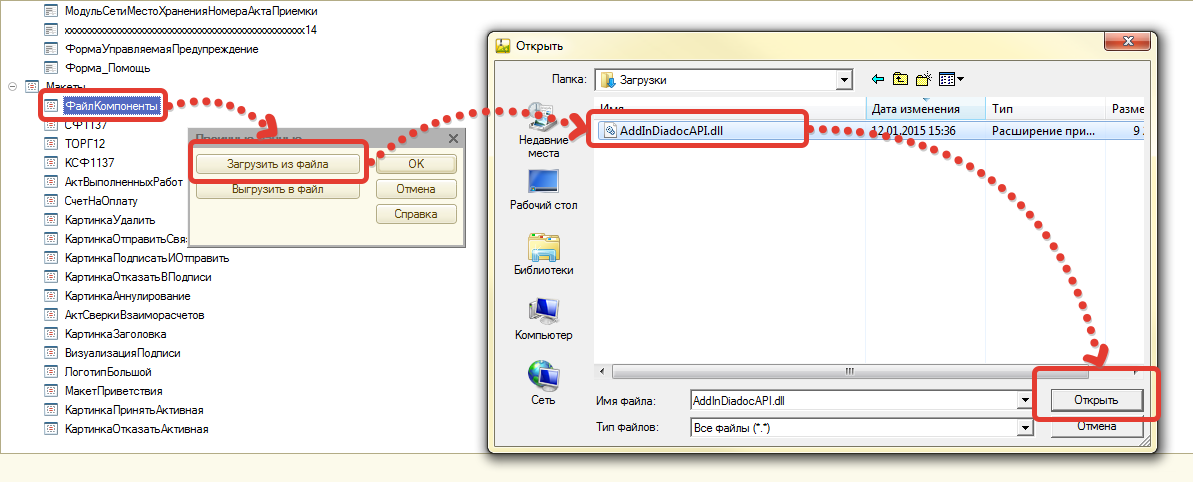 МодульСетиМестоХраненияНомераАктаПриемки
ФормаУправляемаяПредупреждение
Форма_Помощь
Макеты
ФайлКомпоненты
СФ1137
ТОРГ12
КСФ1137
АктВыполненныхРабот
СчетНаОплату
КартинкаУдалить
КартинкаОтправитьСвя
КартинкаПодписатьИОтправить
КартинкаОтказатьВПодписи
КартинкаАннулирование
АктСверкиВзаиморасчетов
КартинкаЗаголовка
ВизуализацияПодписи
ЛоготипБольшой
МакетПриветствия
КартинкаПринятьАктивная
КартинкаОтказатьАктивная
Загрузить из файла
OK
Выгрузить в файл
Отмена
Справка
Открыть
Папка:
Загрузки
Имя
Дата изменения
Тип
Разме
AddInDiadocAPI.dll
12.01.2015 15:36
Расширение при...
9
Недавние
места
Рабочий стол
Библиотеки
Компьютер
Сеть
Имя файла:
AddInDiadocAPI.dll
Открыть
Тип файлов:
Все файлы (*.*)
Отмена